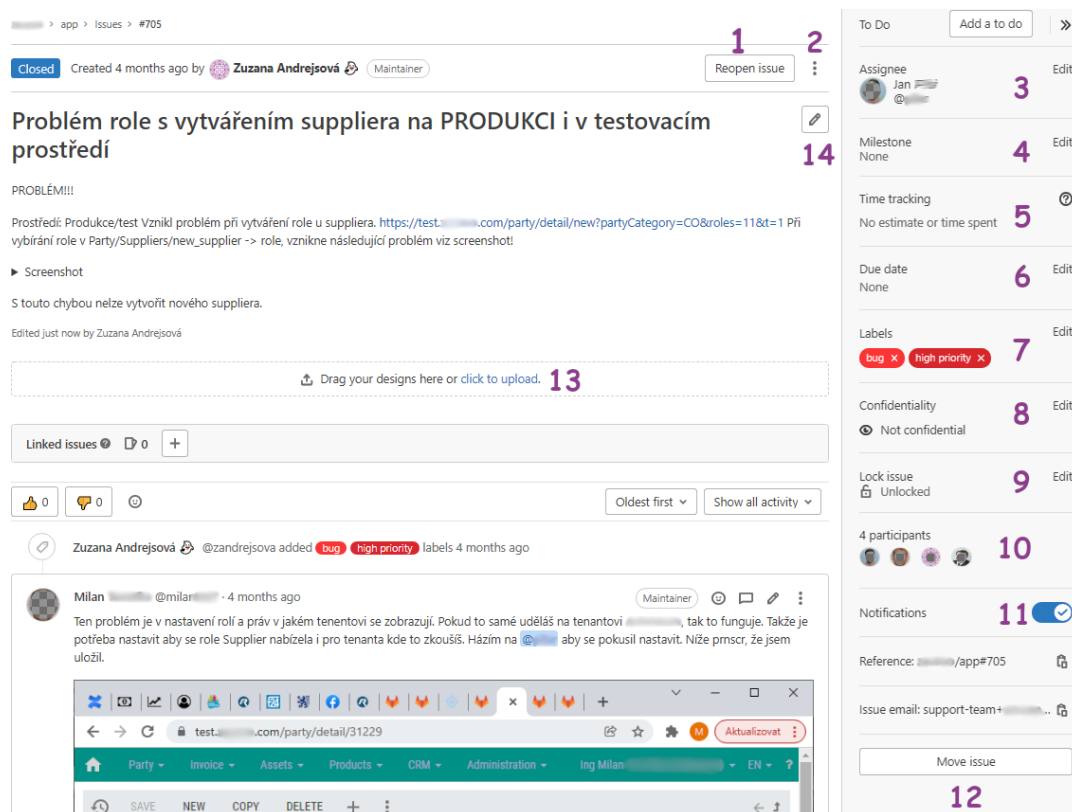 > app > Issues > #705
To Do
Add a to do
»
1
2
Closed
Created 4 months ago by Zuzana Andrejsová
Maintainer
Reopen issue
Assignee
Edit
Jan
@
3
Problém role s vytvářením suppliera na PRODUKCI i v testovacím
prostředí
14
Milestone
Edit
None
4
PROBLÉM!!!
Prostředí: Produkce/test Vznikl problém při vytváření role u suppliera. https://test. .com/party/detail/new?partyCategory=CO&roles=11&t=1 Při
vybírání role v Party/Suppliers/new_supplier -> role, vznikne následující problém viz screenshot!
Time tracking
No estimate or time spent
5
Screenshot
Due date
Edit
None
6
S touto chybou nelze vytvořit nového suppliera.
Edited just now by Zuzana Andrejsová
Labels
Edit
bug × high priority ×
7
Drag your designs here or click to upload.
13
Confidentiality
Edit
Not confidential
8
Linked issues 0 +
Lock issue
Edit
Unlocked
9
0 0
Oldest first
Show all activity
4 participants
10
Zuzana Andrejsová @zandrejsova added bug high priority labels 4 months ago
Milan @milan · 4 months ago
Maintainer
Notifications
11
Ten problém je v nastavení rolí a práv v jakém tenentovi se zobrazují. Pokud to samé uděláš na tenantovi , tak to funguje. Takže je
potřeba nastavit aby se role Supplier nabízela i pro tenanta kde to zkoušíš. Házím na @ aby se pokusil nastavit. Níže prnscr, že jsem
uložil.
Reference: /app#705
Issue email: support-team+ ...
Move issue
12
test. .com/party/detail/31229
M
Aktualizovat
Party Invoice Assets Products CRM Administration Ing Milan EN ?
SAVE NEW COPY DELETE +